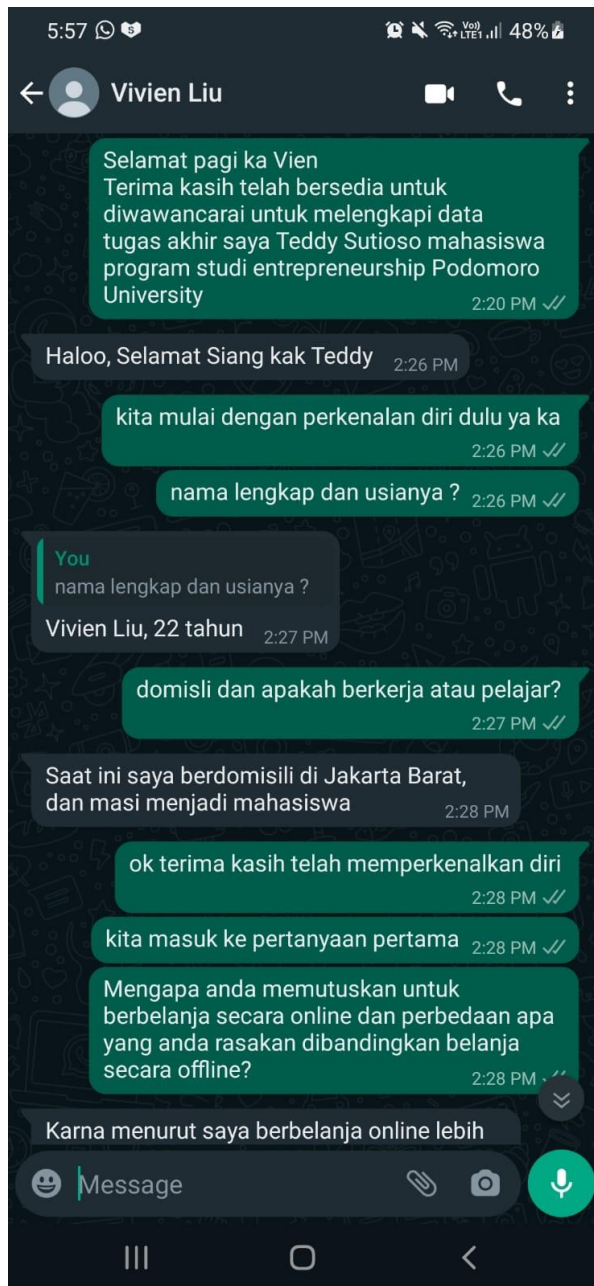 5:57 48%
Vivien Liu
Selamat pagi ka Vien
Terima kasih telah bersedia untuk
diwawancarai untuk melengkapi data
tugas akhir saya Teddy Sutioso mahasiswa
program studi entrepreneurship Podomoro
University
2:20 PM
Haloo, Selamat Siang kak Teddy 2:26 PM
kita mulai dengan perkenalan diri dulu ya ka
2:26 PM
nama lengkap dan usianya ? 2:26 PM
You
nama lengkap dan usianya ?
Vivien Liu, 22 tahun 2:27 PM
domisli dan apakah berkerja atau pelajar?
2:27 PM
Saat ini saya berdomisili di Jakarta Barat,
dan masi menjadi mahasiswa 2:28 PM
ok terima kasih telah memperkenalkan diri
2:28 PM
kita masuk ke pertanyaan pertama 2:28 PM
Mengapa anda memutuskan untuk
berbelanja secara online dan perbedaan apa
yang anda rasakan dibandingkan belanja
secara offline?
2:28 PM
Karna menurut saya berbelanja online lebih
Message